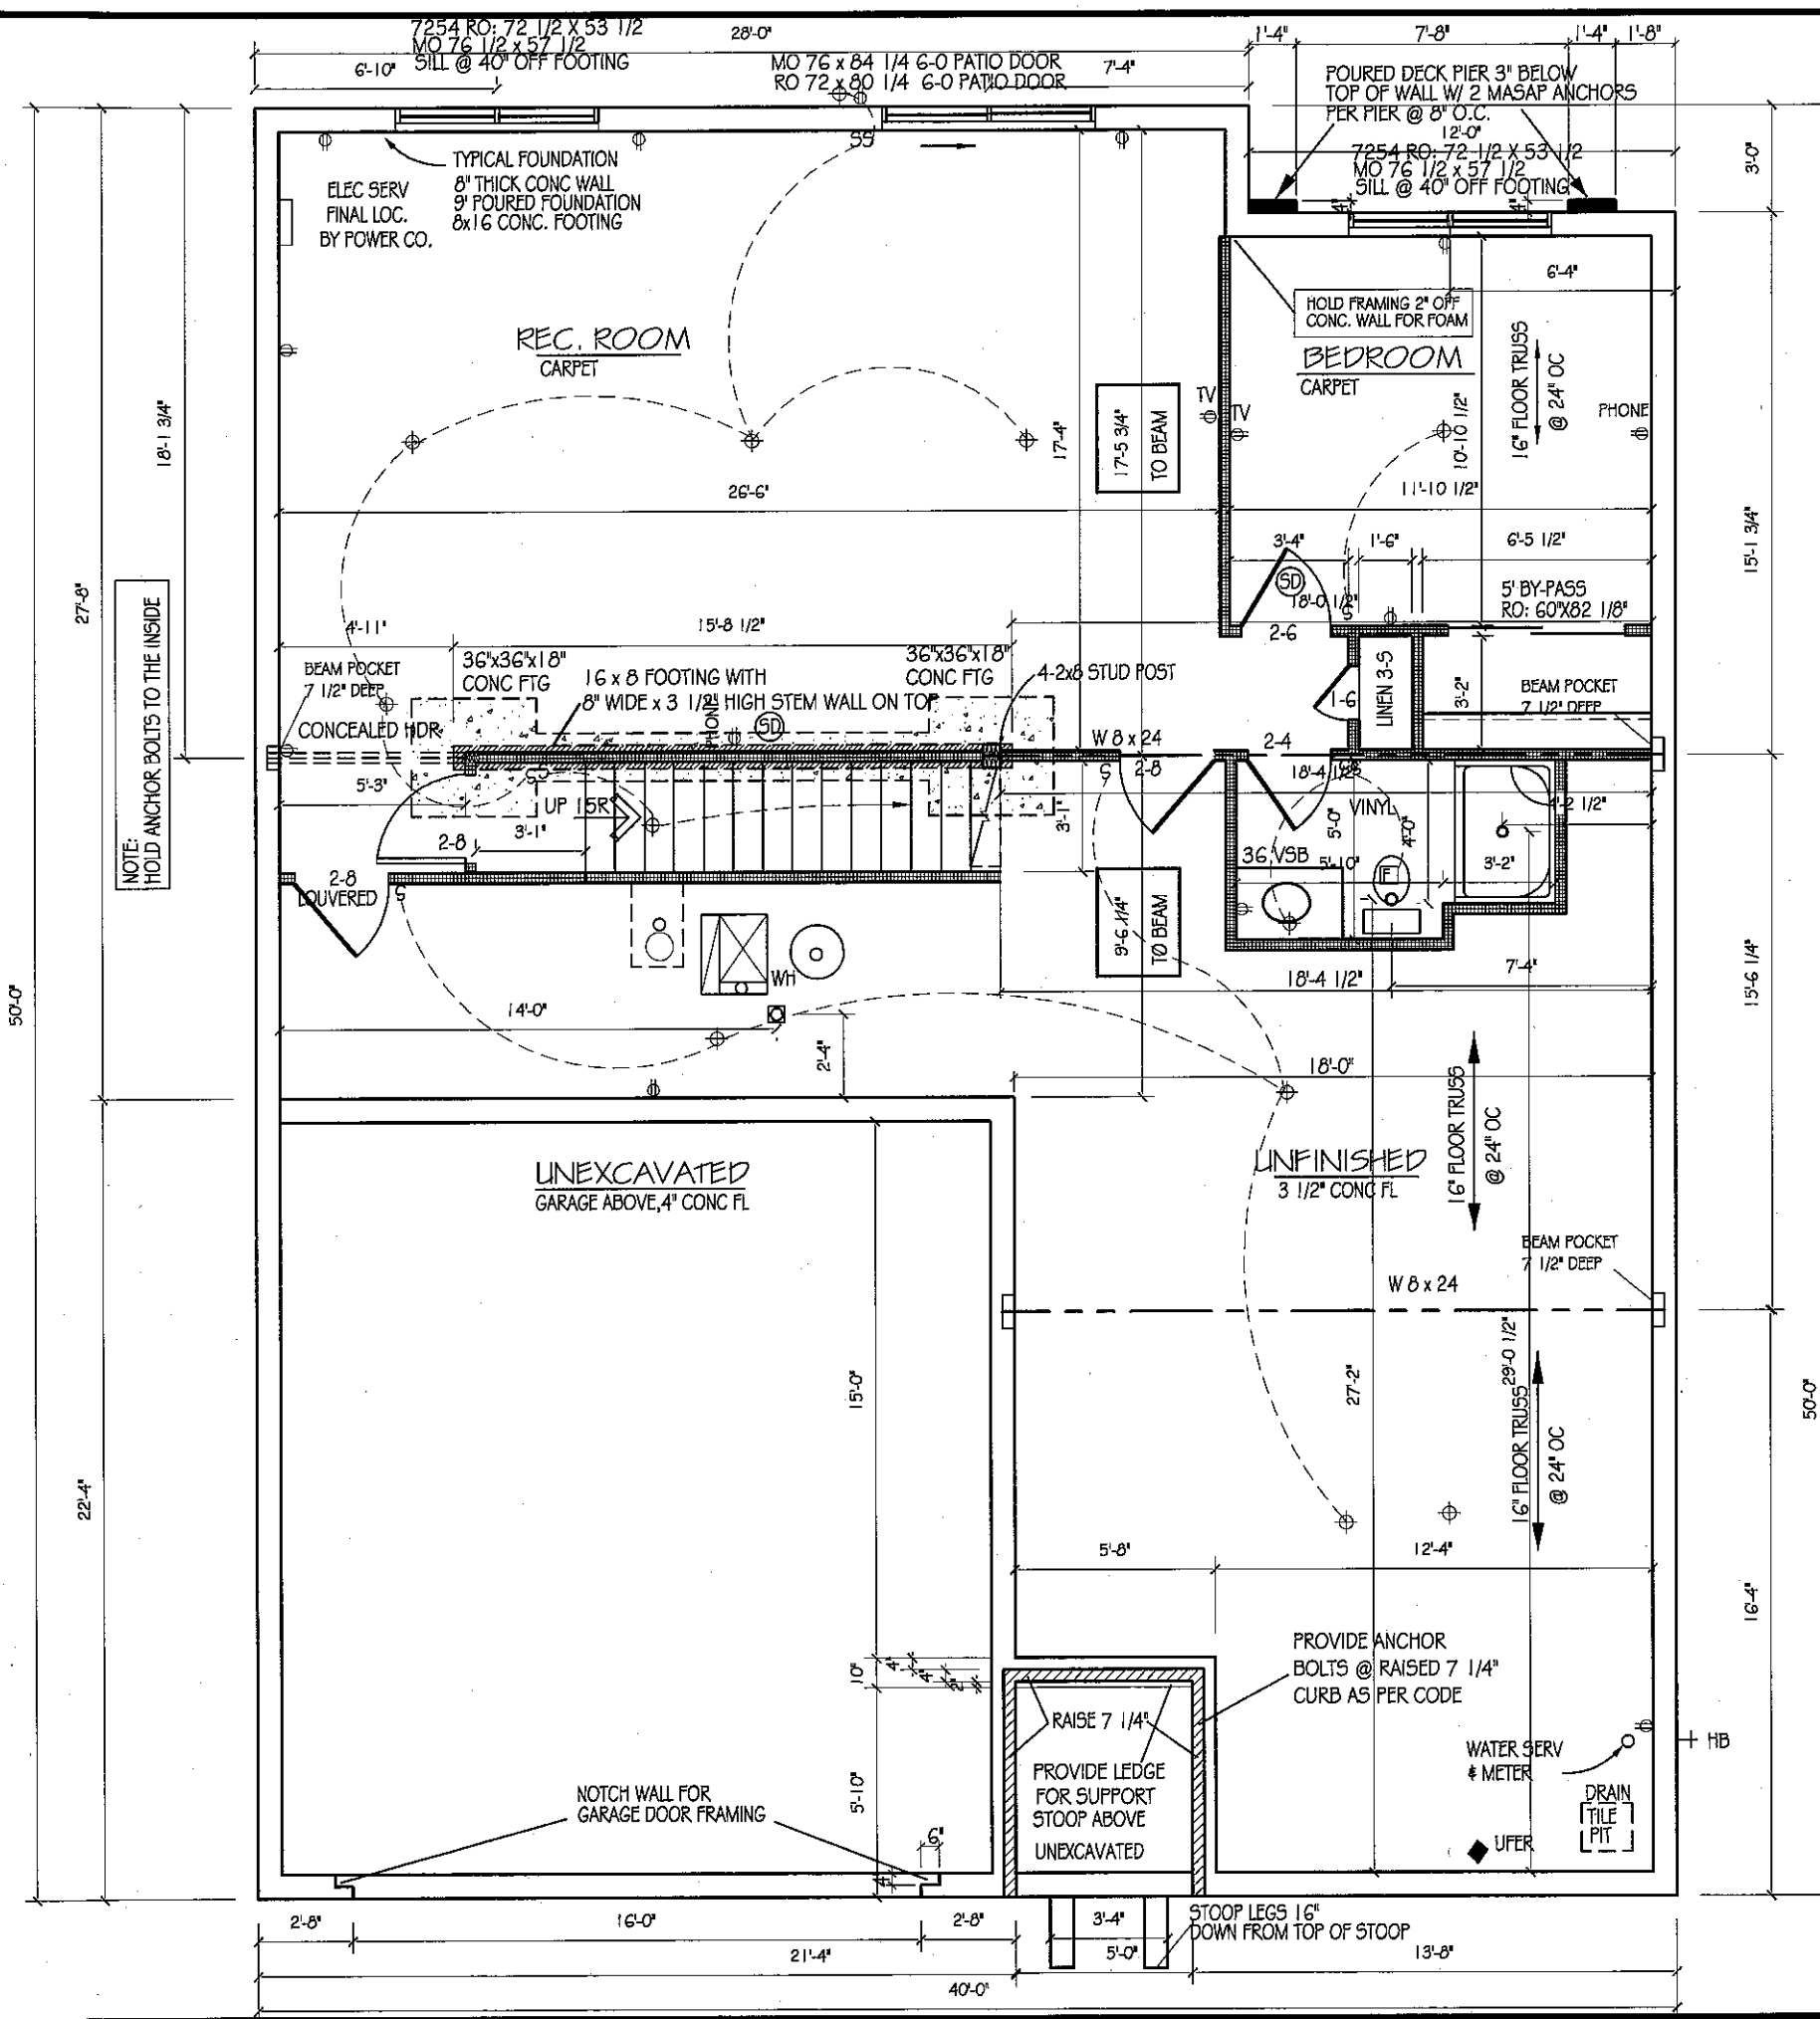 7254 RO: 72 1/2 X 53 1/2
MO 76 1/2 x 57 1/2
SILL @ 40" OFF FOOTING
28'-0"
6'-10"
MO 76 x 84 1/4 6-0 PATIO DOOR
RO 72 x 80 1/4 6-0 PATIO DOOR
7'-4"
1'-4"
7'-8"
1'-4"
1'-8"
POURED DECK PIER 3" BELOW
TOP OF WALL W/ 2 MASAP ANCHORS
PER PIER @ 8" O.C.
12'-0"
7254 RO: 72-1/2 X 53 1/2
MO 76 1/2 x 57 1/2
SILL @ 40" OFF FOOTING
4"
4"
3'-0"
TYPICAL FOUNDATION
8" THICK CONC WALL
9' POURED FOUNDATION
8x16 CONC. FOOTING
ELEC SERV
FINAL LOC.
BY POWER CO.
SS
6'-4"
HOLD FRAMING 2" OFF
CONC. WALL FOR FOAM
REC. ROOM
CARPET
BEDROOM
CARPET
16" FLOOR TRUSS
@ 24" OC
TV
TV
PHONE
18'-1 3/4"
17'-4"
17'-5 3/4"
TO BEAM
10'-10 1/2"
11'-10 1/2"
26'-6"
3'-4"
1'-6"
6'-5 1/2"
15'-1 3/4"
SD
18'-0 1/2"
S
5' BY-PASS
RO: 60"X82 1/8"
27'-8"
NOTE:
HOLD ANCHOR BOLTS TO THE INSIDE
4'-11"
15'-8 1/2"
2-6
BEAM POCKET
7 1/2" DEEP
36"x36"x18"
CONC FTG
16 x 8 FOOTING WITH
8" WIDE x 3 1/2" HIGH STEM WALL ON TOP
36"x36"x18"
CONC FTG
4-2x6 STUD POST
1-6
LINEN 3-S
3'-2"
BEAM POCKET
7 1/2" DEEP
CONCEALED HDR.
PHONE
SD
W 8 x 24
2-4
S
2-8
18'-4 1/2"
5'-3"
UP 15R
3'-1"
VINYL
4'-2 1/2"
2-8
3'-1"
5'-0"
4'-0"
36 VSB
5'-10"
F
3'-2"
2-8
LOUVERED
S
9'-6 1/4"
TO BEAM
WH
18'-4 1/2"
7'-4"
15'-6 1/4"
50'-0"
14'-0"
2'-4"
18'-0"
16" FLOOR TRUSS
@ 24" OC
UNEXCAVATED
GARAGE ABOVE, 4" CONC FL
UNFINISHED
3 1/2" CONC FL
BEAM POCKET
7 1/2" DEEP
W 8 x 24
15'-0"
27'-2"
29'-0 1/2"
16" FLOOR TRUSS
@ 24" OC
50'-0"
22'-4"
5'-8"
12'-4"
16'-4"
10"
4"
4"
2"
PROVIDE ANCHOR
BOLTS @ RAISED 7 1/4"
CURB AS PER CODE
RAISE 7 1/4"
WATER SERV
& METER
HB
PROVIDE LEDGE
FOR SUPPORT
STOOP ABOVE
UNEXCAVATED
DRAIN
TILE
PIT
UFER
NOTCH WALL FOR
GARAGE DOOR FRAMING
5'-10"
6"
4"
2'-8"
16'-0"
2'-8"
3'-4"
STOOP LEGS 16"
DOWN FROM TOP OF STOOP
21'-4"
5'-0"
13'-8"
40'-0"